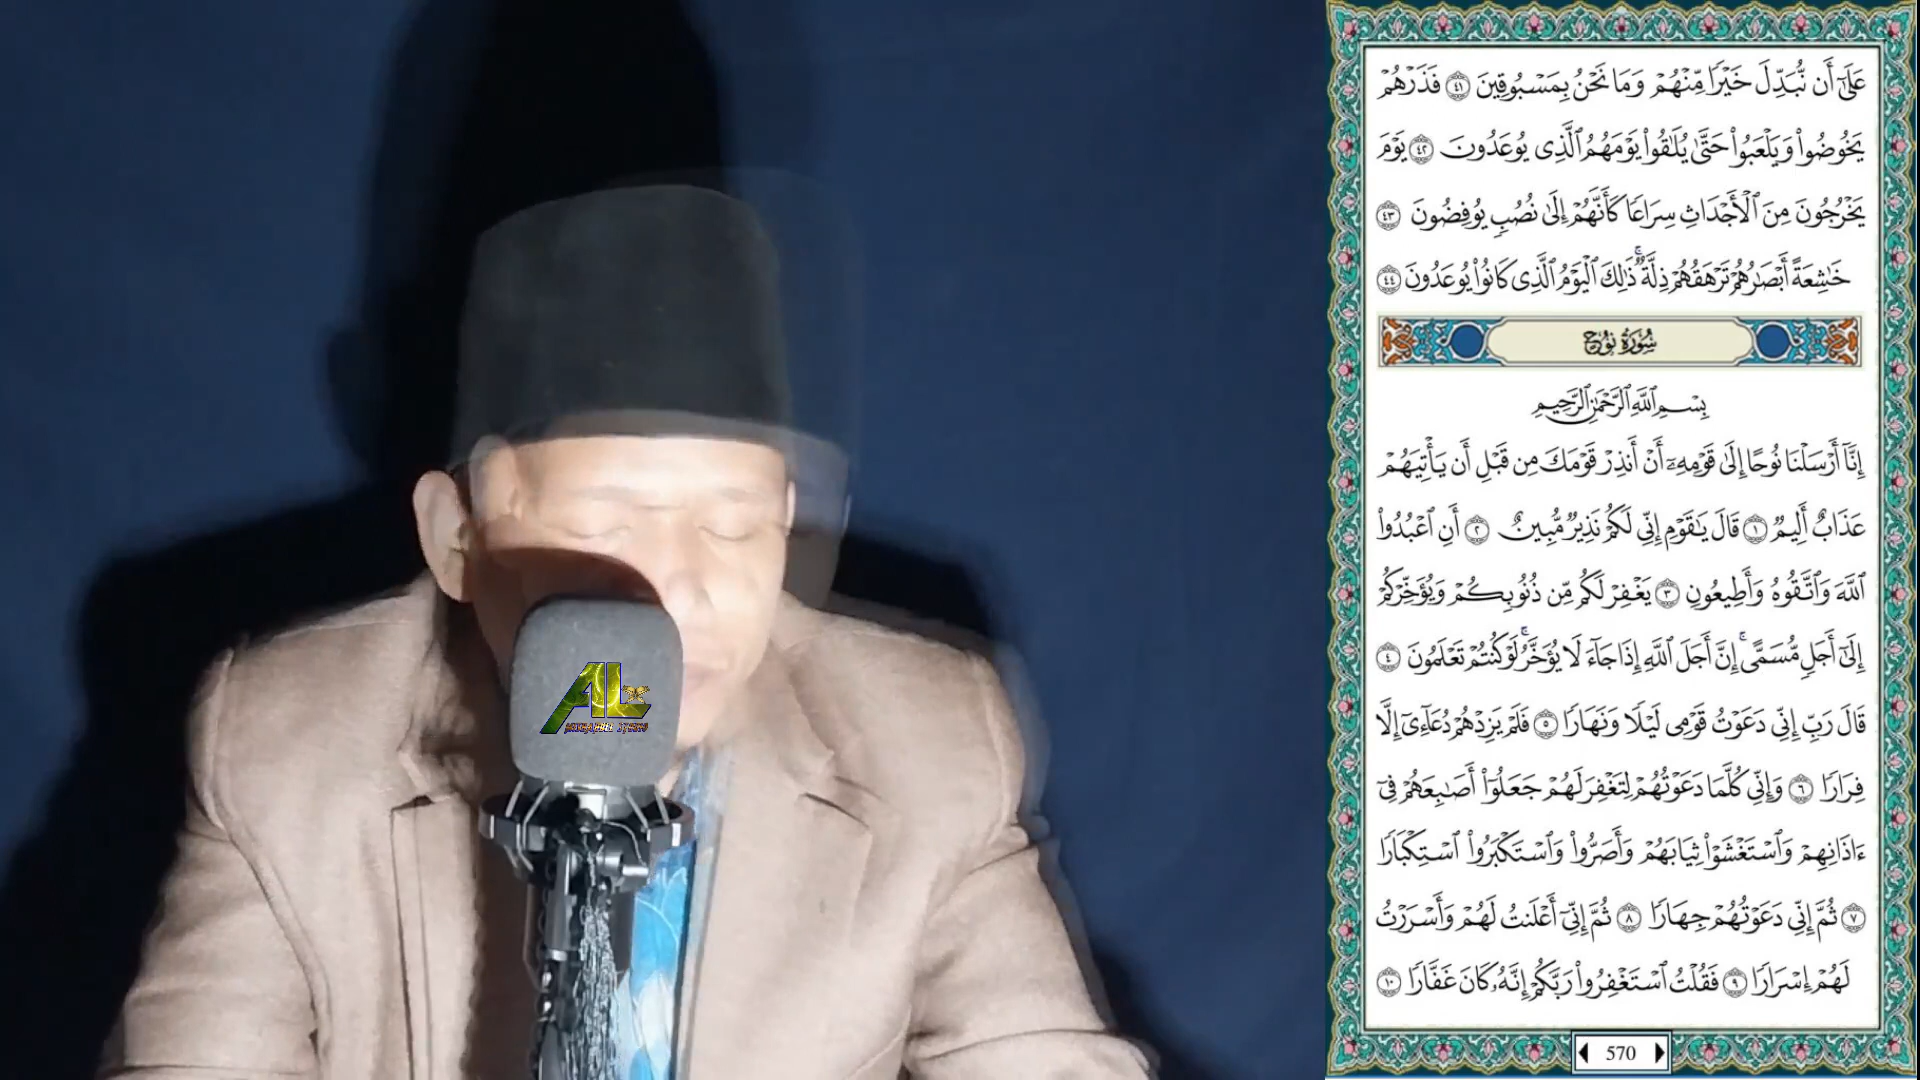 عَلَىٰٓ أَن نُّبَدِّلَ خَيۡرٗا مِّنۡهُمۡ وَمَا نَحۡنُ بِمَسۡبُوقِينَ ٤١ فَذَرۡهُمۡ
يَخُوضُواْ وَيَلۡعَبُواْ حَتَّىٰ يُلَٰقُواْ يَوۡمَهُمُ ٱلَّذِي يُوعَدُونَ ٤٢ يَوۡمَ
يَخۡرُجُونَ مِنَ ٱلۡأَجۡدَاثِ سِرَاعٗا كَأَنَّهُمۡ إِلَىٰ نُصُبٖ يُوفِضُونَ ٤٣
خَٰشِعَةً أَبۡصَٰرُهُمۡ تَرۡهَقُهُمۡ ذِلَّةٞۚ ذَٰلِكَ ٱلۡيَوۡمُ ٱلَّذِي كَانُواْ يُوعَدُونَ ٤٤
سُورَةُ نُوحٍ
بِسۡمِ ٱللَّهِ ٱلرَّحۡمَٰنِ ٱلرَّحِيمِ
إِنَّآ أَرۡسَلۡنَا نُوحًا إِلَىٰ قَوۡمِهِۦٓ أَنۡ أَنذِرۡ قَوۡمَكَ مِن قَبۡلِ أَن يَأۡتِيَهُمۡ
عَذَابٌ أَلِيمٞ ١ قَالَ يَٰقَوۡمِ إِنِّي لَكُمۡ نَذِيرٞ مُّبِينٌ ٢ أَنِ ٱعۡبُدُواْ
ٱللَّهَ وَٱتَّقُوهُ وَأَطِيعُونِ ٣ يَغۡفِرۡ لَكُم مِّن ذُنُوبِكُمۡ وَيُؤَخِّرۡكُمۡ
إِلَىٰٓ أَجَلٖ مُّسَمًّىۚ إِنَّ أَجَلَ ٱللَّهِ إِذَا جَآءَ لَا يُؤَخَّرُۚ لَوۡ كُنتُمۡ تَعۡلَمُونَ ٤
قَالَ رَبِّ إِنِّي دَعَوۡتُ قَوۡمِي لَيۡلٗا وَنَهَارٗا ٥ فَلَمۡ يَزِدۡهُمۡ دُعَآءِيٓ إِلَّا
فِرَارٗا ٦ وَإِنِّي كُلَّمَا دَعَوۡتُهُمۡ لِتَغۡفِرَ لَهُمۡ جَعَلُوٓاْ أَصَٰبِعَهُمۡ فِيٓ
ءَاذَانِهِمۡ وَٱسۡتَغۡشَوۡاْ ثِيَابَهُمۡ وَأَصَرُّواْ وَٱسۡتَكۡبَرُواْ ٱسۡتِكۡبَارٗا
٧ ثُمَّ إِنِّي دَعَوۡتُهُمۡ جِهَارٗا ٨ ثُمَّ إِنِّيٓ أَعۡلَنتُ لَهُمۡ وَأَسۡرَرۡتُ
لَهُمۡ إِسۡرَارٗا ٩ فَقُلۡتُ ٱسۡتَغۡفِرُواْ رَبَّكُمۡ إِنَّهُۥ كَانَ غَفَّارٗا ١٠
570
AL